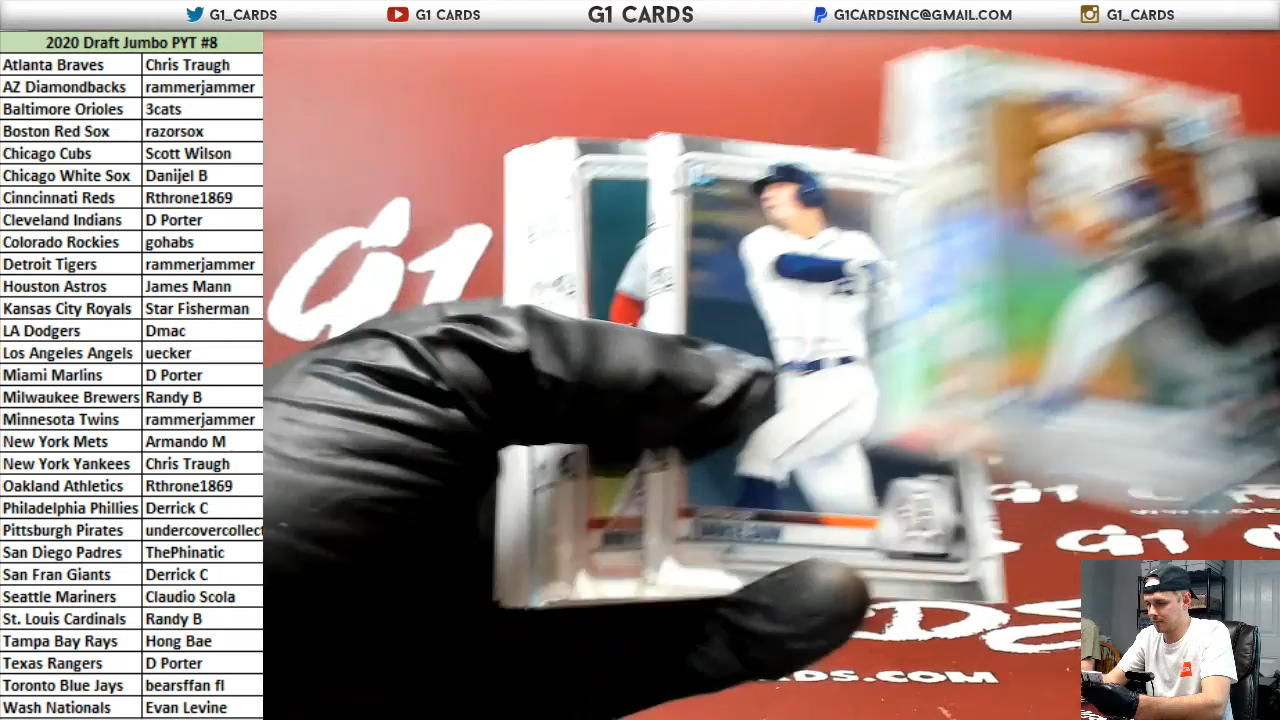 G1_CARDS
G1 CARDS
G1 CARDS
G1CARDSINC@GMAIL.COM
G1_CARDS
2020 Draft Jumbo PYT #8
Atlanta Braves Chris Traugh
AZ Diamondbacks rammerjammer
Baltimore Orioles 3cats
Boston Red Sox razorsox
Chicago Cubs Scott Wilson
Chicago White Sox Danijel B
Cinncinnati Reds Rthrone1869
Cleveland Indians D Porter
Colorado Rockies gohabs
Detroit Tigers rammerjammer
Houston Astros James Mann
Kansas City Royals Star Fisherman
LA Dodgers Dmac
Los Angeles Angels uecker
Miami Marlins D Porter
Milwaukee Brewers Randy B
Minnesota Twins rammerjammer
New York Mets Armando M
New York Yankees Chris Traugh
Oakland Athletics Rthrone1869
Philadelphia Phillies Derrick C
Pittsburgh Pirates undercovercollect
San Diego Padres ThePhinatic
San Fran Giants Derrick C
Seattle Mariners Claudio Scola
St. Louis Cardinals Randy B
Tampa Bay Rays Hong Bae
Texas Rangers D Porter
Toronto Blue Jays bearsffan fl
Wash Nationals Evan Levine
G1
G1
DS
RDS.COM